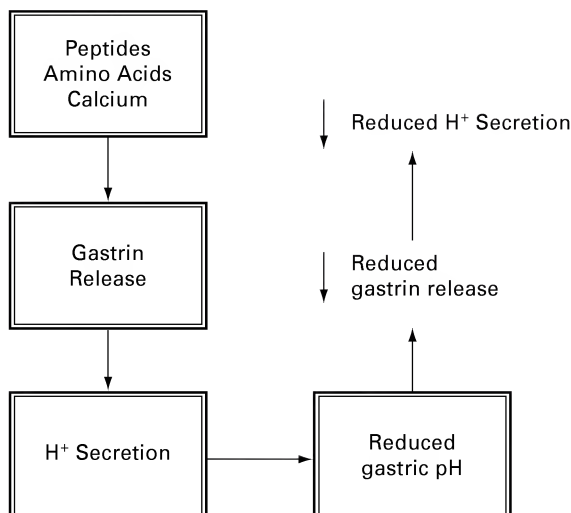 Peptides
Amino Acids
Calcium
Gastrin
Release
H⁺ Secretion
Reduced
gastric pH
Reduced
gastrin release
Reduced H⁺ Secretion